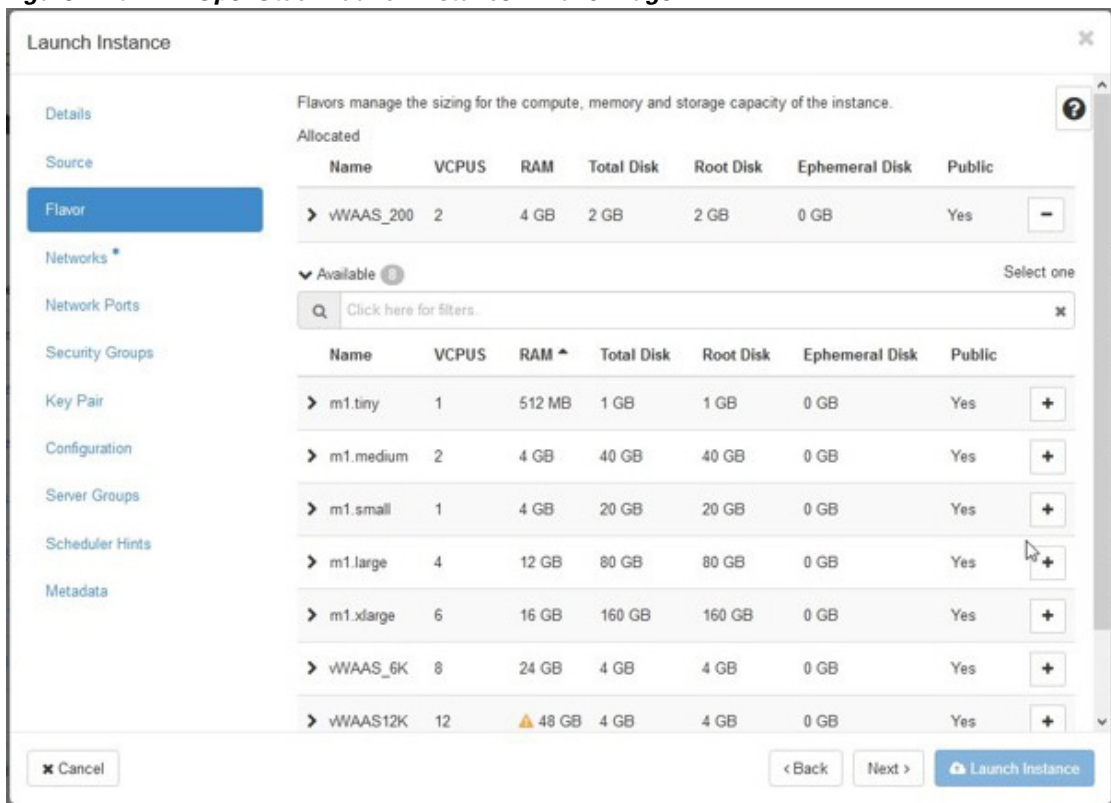 Launch Instance
Details
Source
Flavor
Networks *
Network Ports
Security Groups
Key Pair
Configuration
Server Groups
Scheduler Hints
Metadata
Flavors manage the sizing for the compute, memory and storage capacity of the instance.
Allocated
Name VCPUS RAM Total Disk Root Disk Ephemeral Disk Public
vWAAS_200 2 4 GB 2 GB 2 GB 0 GB Yes
Available 8 Select one
Click here for filters.
Name VCPUS RAM Total Disk Root Disk Ephemeral Disk Public
m1.tiny 1 512 MB 1 GB 1 GB 0 GB Yes
m1.medium 2 4 GB 40 GB 40 GB 0 GB Yes
m1.small 1 4 GB 20 GB 20 GB 0 GB Yes
m1.large 4 12 GB 80 GB 80 GB 0 GB Yes
m1.xlarge 6 16 GB 160 GB 160 GB 0 GB Yes
vWAAS_6K 8 24 GB 4 GB 4 GB 0 GB Yes
vWAAS12K 12 48 GB 4 GB 4 GB 0 GB Yes
Cancel < Back Next > Launch Instance